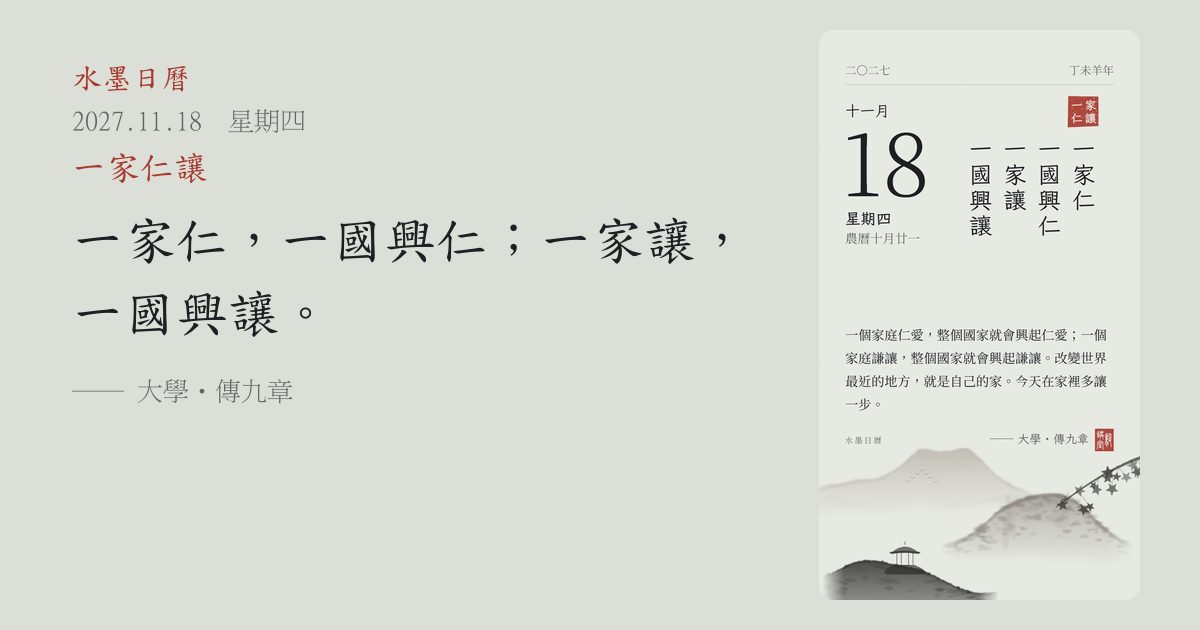 水墨日曆
2027.11.18 星期四
一家仁讓
一家仁，一國興仁；一家讓，
一國興讓。
—— 大學・傳九章
二〇二七
丁未羊年
十一月
18
星期四
農曆十月廿一
家讓
一仁
一家仁
一國興仁
一家讓
一國興讓
一個家庭仁愛，整個國家就會興起仁愛；一個
家庭謙讓，整個國家就會興起謙讓。改變世界
最近的地方，就是自己的家。今天在家裡多讓
一步。
水墨日曆
—— 大學・傳九章